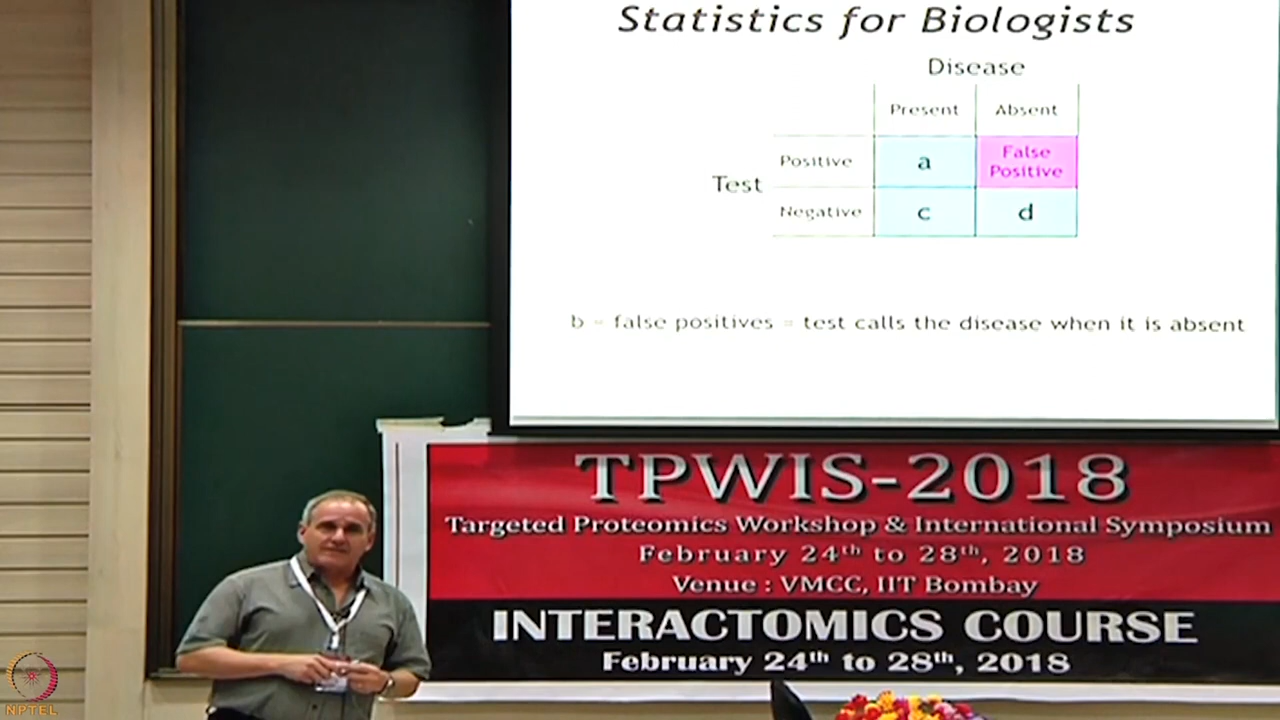 Statistics for Biologists
Disease
Present Absent
Positive a False Positive
Test
Negative c d
b = false positives = test calls the disease when it is absent
TPWIS-2018
Targeted Proteomics Workshop & International Symposium
February 24th to 28th, 2018
Venue : VMCC, IIT Bombay
INTERACTOMICS COURSE
February 24th to 28th, 2018
NPTEL